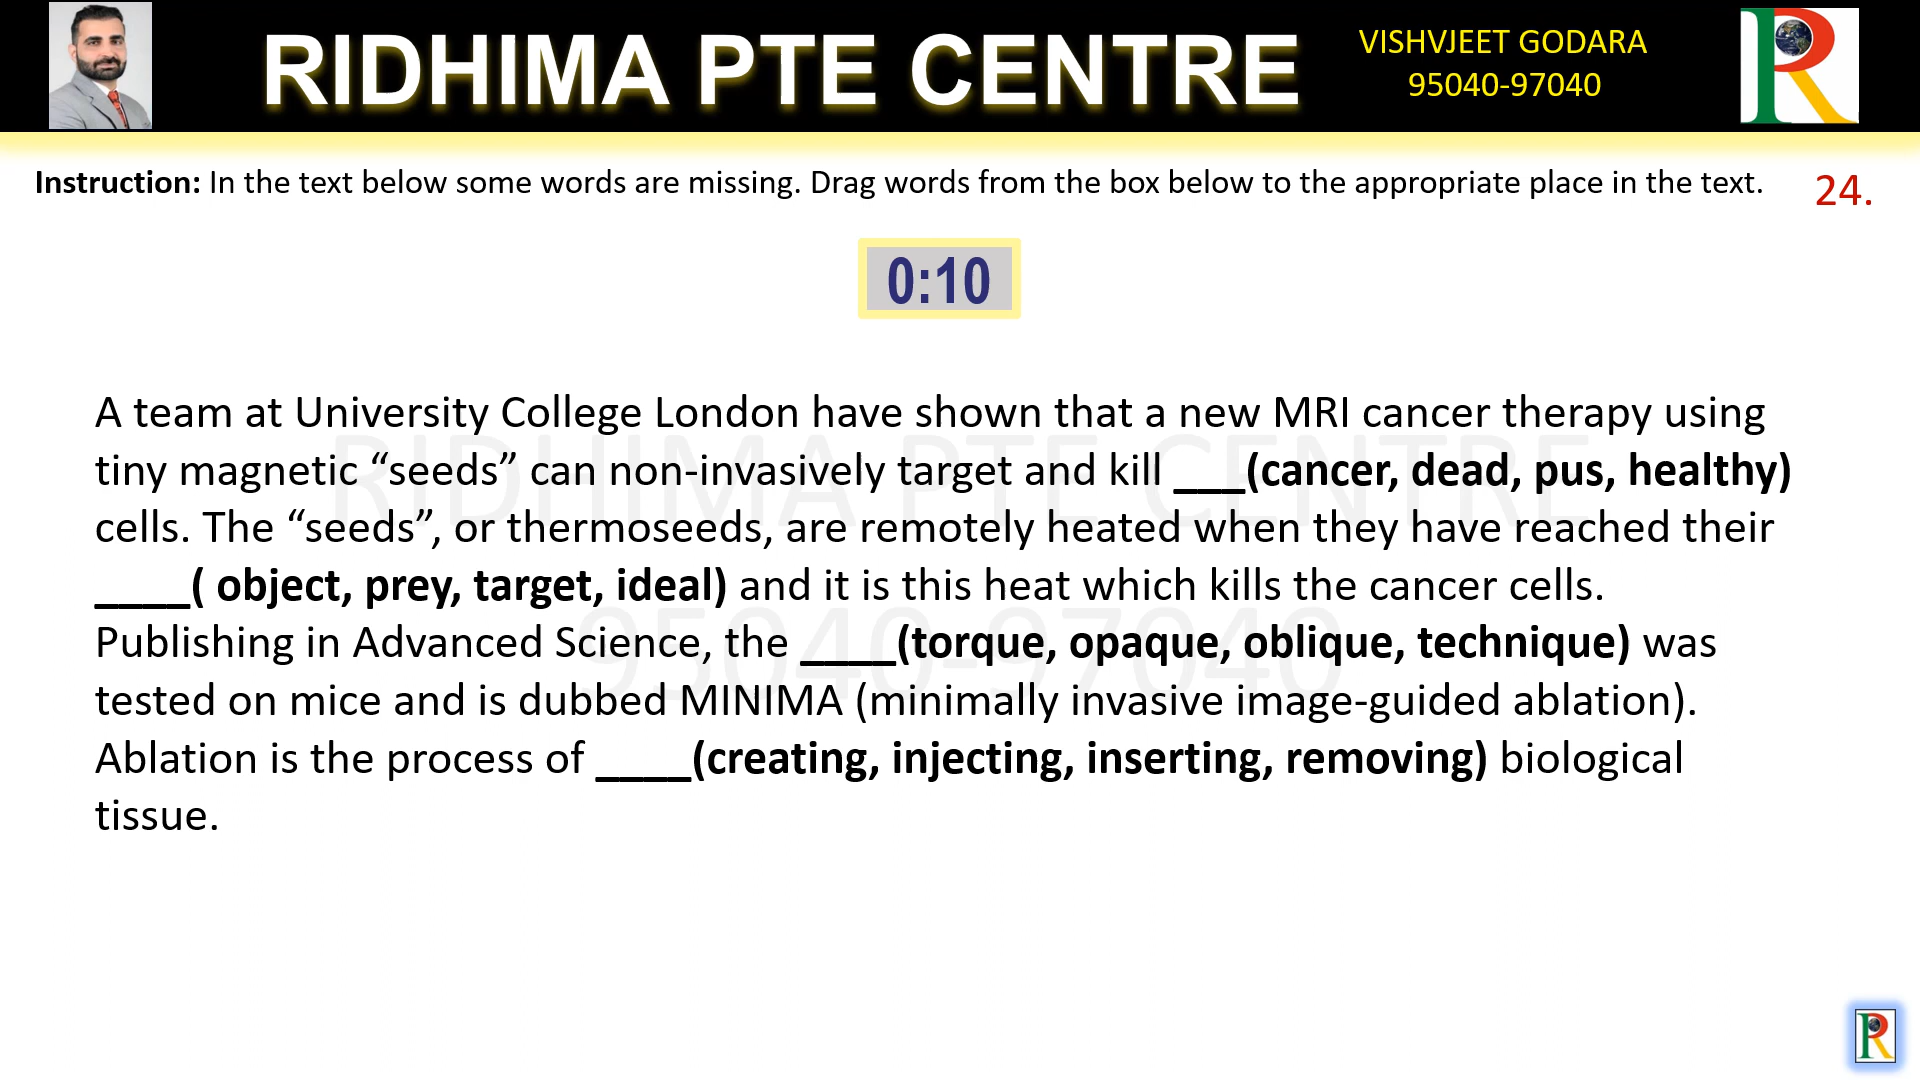 RIDHIMA PTE CENTRE
VISHVJEET GODARA
95040-97040
Instruction: In the text below some words are missing. Drag words from the box below to the appropriate place in the text.
24.
0:10
A team at University College London have shown that a new MRI cancer therapy using
tiny magnetic “seeds” can non-invasively target and kill ___(cancer, dead, pus, healthy)
cells. The “seeds”, or thermoseeds, are remotely heated when they have reached their
____( object, prey, target, ideal) and it is this heat which kills the cancer cells.
Publishing in Advanced Science, the ____(torque, opaque, oblique, technique) was
tested on mice and is dubbed MINIMA (minimally invasive image-guided ablation).
Ablation is the process of ____(creating, injecting, inserting, removing) biological
tissue.
RIDHIMA PTE CENTRE
95040-97040